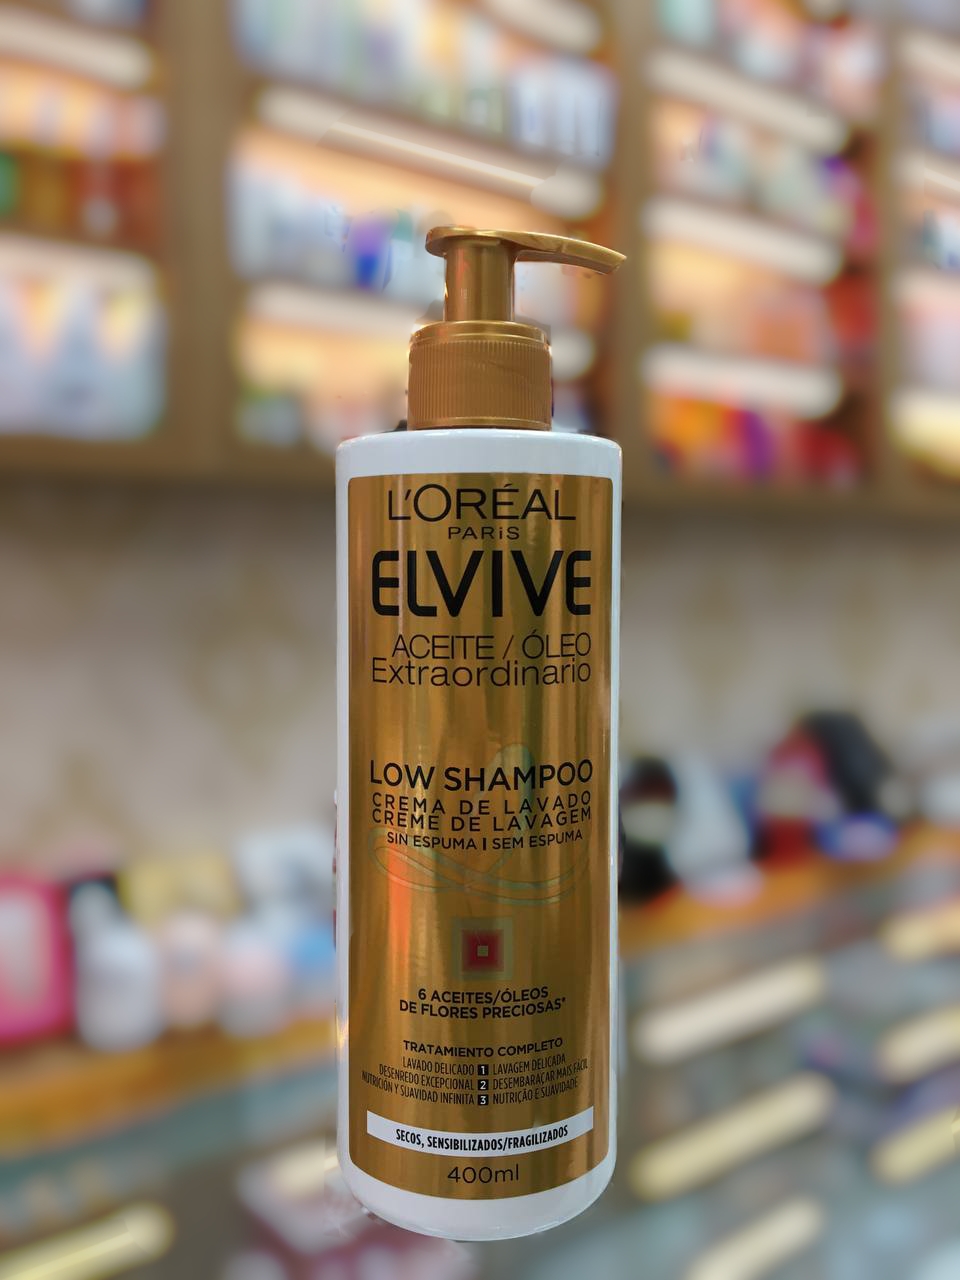 L'ORÉAL
PARiS
ELVIVE
ACEITE / ÓLEO
Extraordinario
LOW SHAMPOO
CREMA DE LAVADO
CREME DE LAVAGEM
SIN ESPUMA | SEM ESPUMA
6 ACEITES/ÓLEOS
DE FLORES PRECIOSAS*
TRATAMIENTO COMPLETO
LAVADO DELICADO 1 LAVAGEM DELICADA
DESENREDO EXCEPCIONAL 2 DESEMBARAÇAR MAIS FÁCIL
NUTRICIÓN Y SUAVIDAD INFINITA 3 NUTRIÇÃO E SUAVIDADE
SECOS, SENSIBILIZADOS/FRAGILIZADOS
400ml